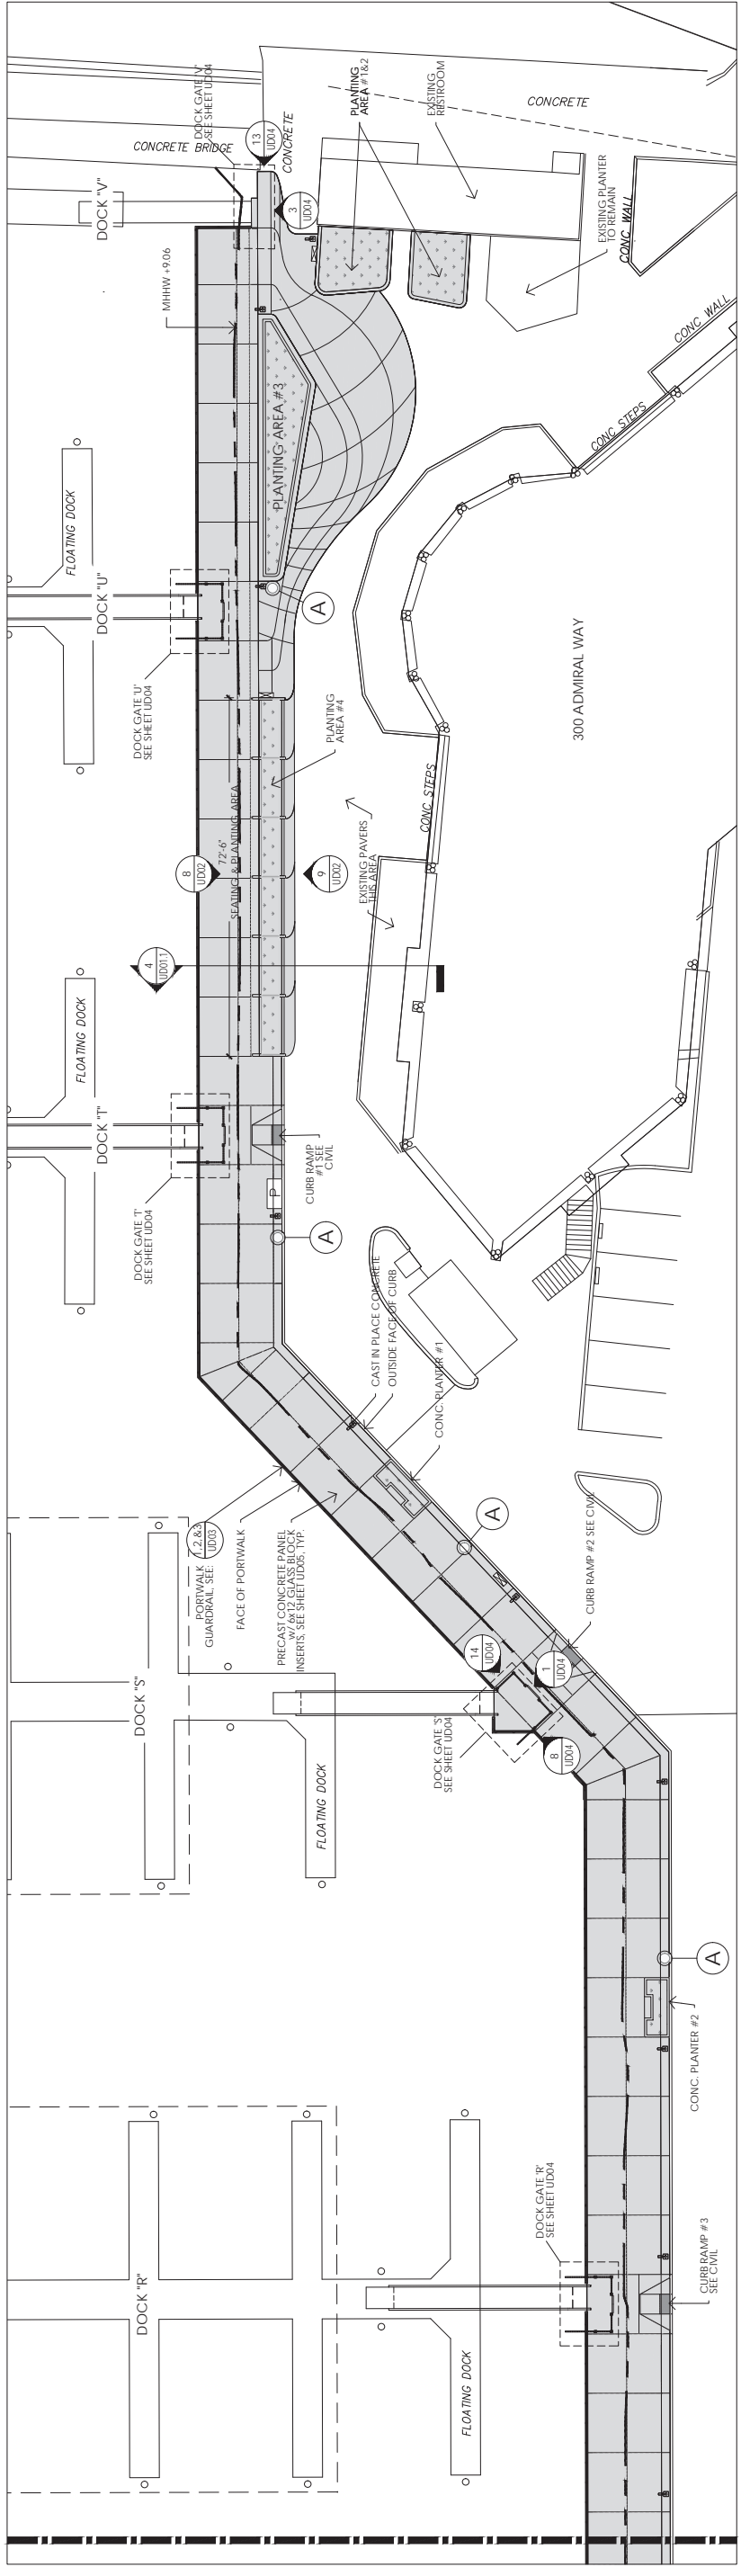 DOCK GATE 'V'
SEE SHEET UD04
CONCRETE BRIDGE
13
UD04
CONCRETE
PLANTING
AREA #1&2
EXISTING
RESTROOM
CONCRETE
DOCK "V"
3
UD04
EXISTING PLANTER
TO REMAIN
CONC WALL
MHHW +9.06
CONC WALL
PLANTING AREA #3
CONC STEPS
FLOATING DOCK
DOCK "U"
A
DOCK GATE 'U'
SEE SHEET UD04
PLANTING
AREA #4
300 ADMIRAL WAY
CONC STEPS
8
UD02
72'-6"
SEATING & PLANTING AREA
9
UD02
EXISTING PAVERS
THIS AREA
4
UD01.1
FLOATING DOCK
DOCK "T"
CURB RAMP
#1 SEE
CIVIL
DOCK GATE 'T'
SEE SHEET UD04
P
A
CAST IN PLACE CONCRETE
OUTSIDE FACE OF CURB
CONC. PLANTER #1
PORTWALK
GUARDRAIL, SEE:
1,2,&3
UD03
FACE OF PORTWALK
PRECAST CONCRETE PANEL
W/ 6x12 GLASS BLOCK
INSERTS, SEE SHEET UD05, TYP.
A
CURB RAMP #2 SEE CIVIL
DOCK "S"
14
UD04
1
UD04
DOCK GATE 'S'
SEE SHEET UD04
8
UD04
FLOATING DOCK
A
CONC. PLANTER #2
DOCK GATE 'R'
SEE SHEET UD04
DOCK "R"
CURB RAMP #3
SEE CIVIL
FLOATING DOCK